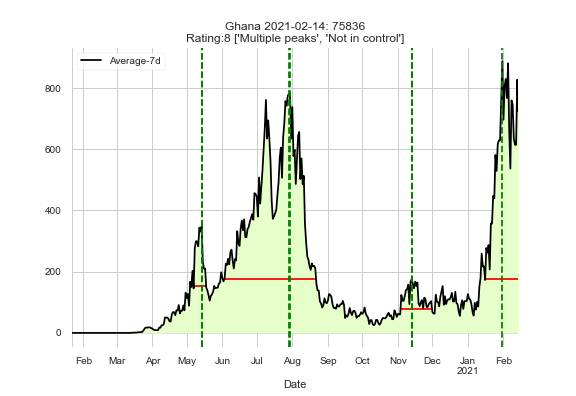 Ghana 2021-02-14: 75836
Rating:8 ['Multiple peaks', 'Not in control']
Average-7d
800
600
400
200
0
Feb Mar Apr May Jun Jul Aug Sep Oct Nov Dec Jan Feb
2021
Date